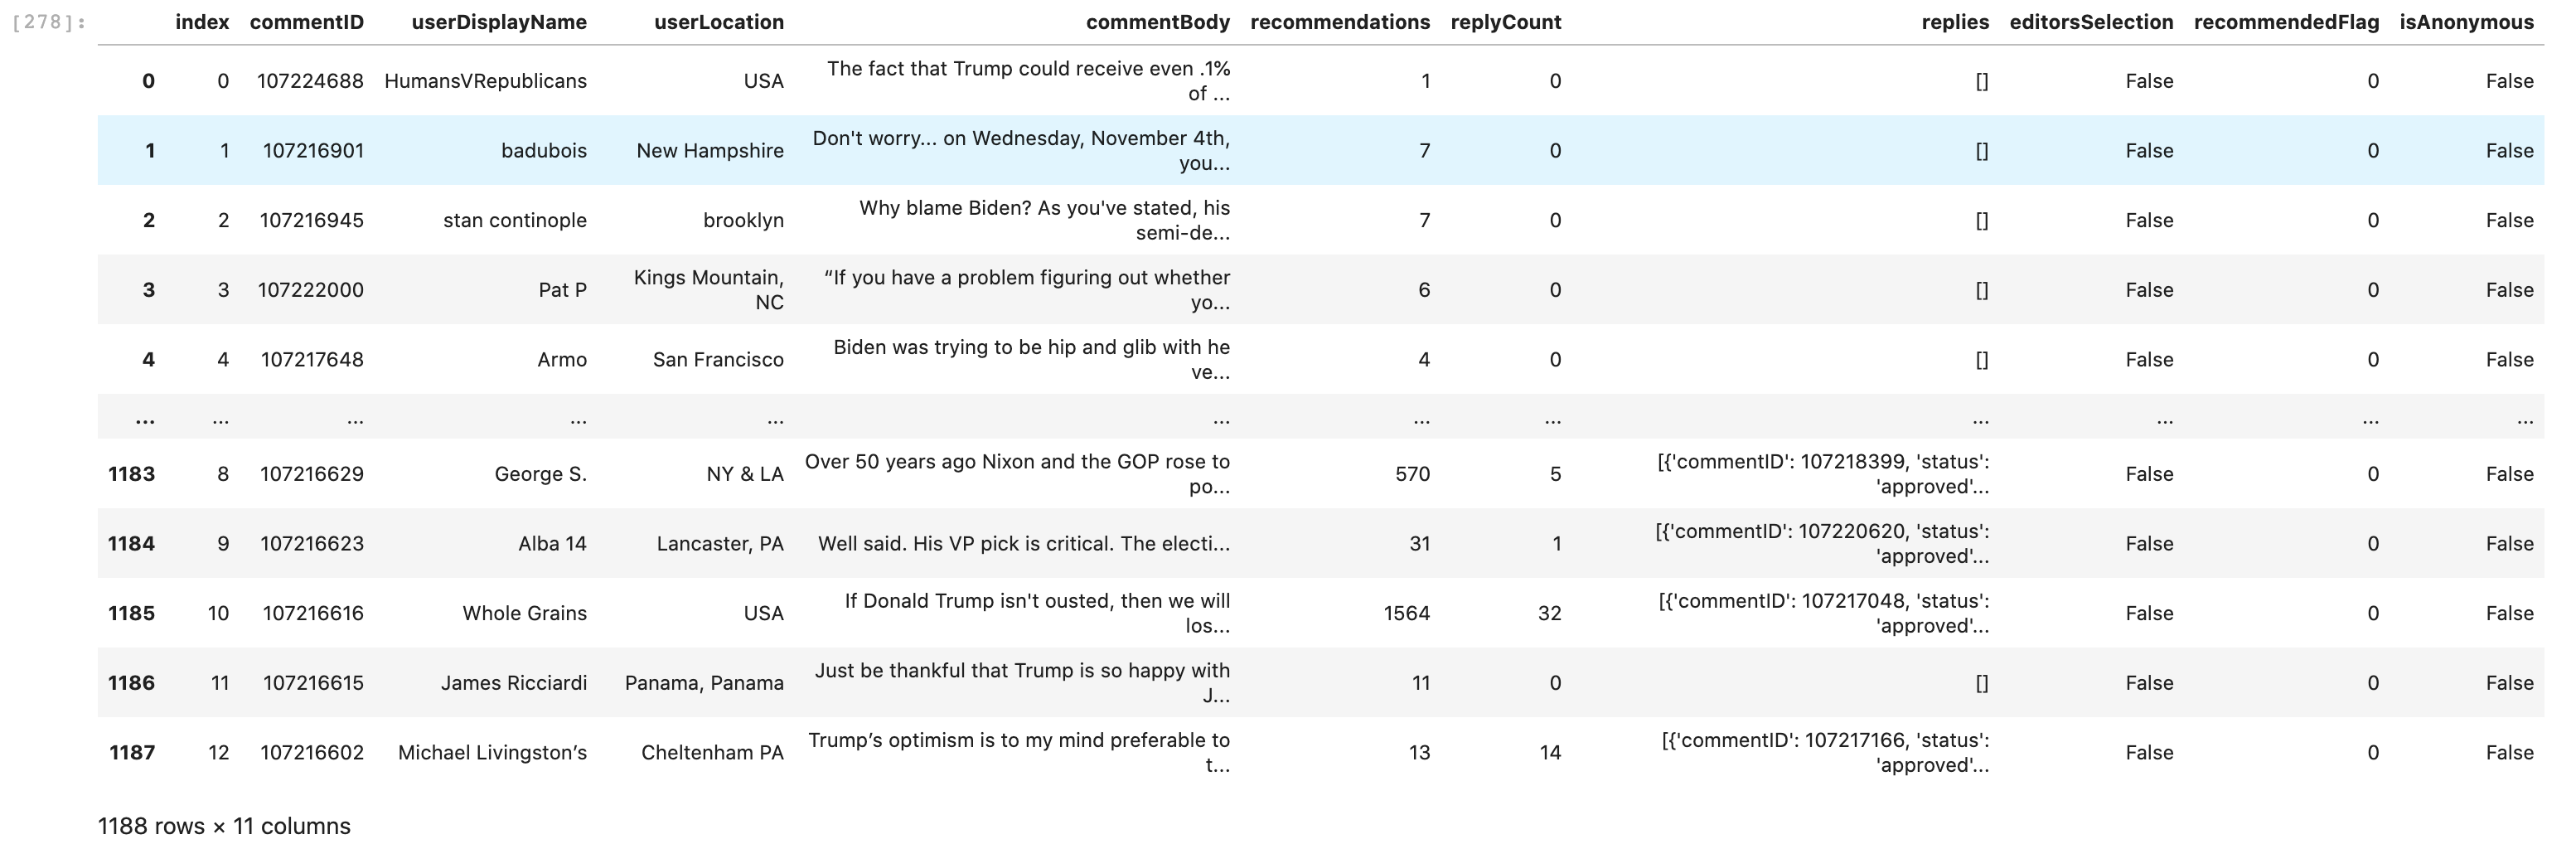 [278]:
index commentID userDisplayName userLocation commentBody recommendations replyCount replies editorsSelection recommendedFlag isAnonymous
0 0 107224688 HumansVRepublicans USA The fact that Trump could receive even .1% of ... 1 0 [] False 0 False
1 1 107216901 badubois New Hampshire Don't worry... on Wednesday, November 4th, you... 7 0 [] False 0 False
2 2 107216945 stan continople brooklyn Why blame Biden? As you've stated, his semi-de... 7 0 [] False 0 False
3 3 107222000 Pat P Kings Mountain, NC “If you have a problem figuring out whether yo... 6 0 [] False 0 False
4 4 107217648 Armo San Francisco Biden was trying to be hip and glib with he ve... 4 0 [] False 0 False
... ... ... ... ... ... ... ... ... ... ... ...
1183 8 107216629 George S. NY & LA Over 50 years ago Nixon and the GOP rose to po... 570 5 [{'commentID': 107218399, 'status': 'approved'... False 0 False
1184 9 107216623 Alba 14 Lancaster, PA Well said. His VP pick is critical. The electi... 31 1 [{'commentID': 107220620, 'status': 'approved'... False 0 False
1185 10 107216616 Whole Grains USA If Donald Trump isn't ousted, then we will los... 1564 32 [{'commentID': 107217048, 'status': 'approved'... False 0 False
1186 11 107216615 James Ricciardi Panama, Panama Just be thankful that Trump is so happy with J... 11 0 [] False 0 False
1187 12 107216602 Michael Livingston’s Cheltenham PA Trump’s optimism is to my mind preferable to t... 13 14 [{'commentID': 107217166, 'status': 'approved'... False 0 False
1188 rows × 11 columns